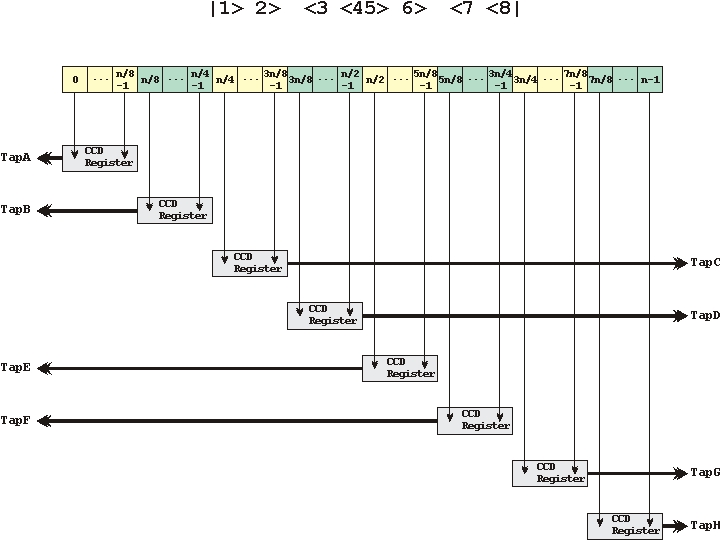 |1> 2> <3 <45> 6> <7 <8|
0 ··· n/8 -1 n/8 ··· n/4 -1 n/4 ··· 3n/8 -1 3n/8 ··· n/2 -1 n/2 ··· 5n/8 -1 5n/8 ··· 3n/4 -1 3n/4 ··· 7n/8 -1 7n/8 ··· n-1
TapA
CCD
Register
TapB
CCD
Register
CCD
Register
TapC
CCD
Register
TapD
TapE
CCD
Register
TapF
CCD
Register
CCD
Register
TapG
CCD
Register
TapH